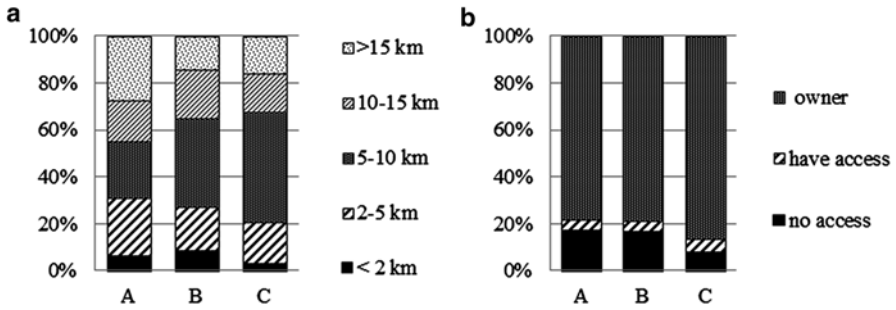 a
100%
80%
60%
40%
20%
0%
A B C
>15 km
10-15 km
5-10 km
2-5 km
< 2 km
b
100%
80%
60%
40%
20%
0%
A B C
owner
have access
no access